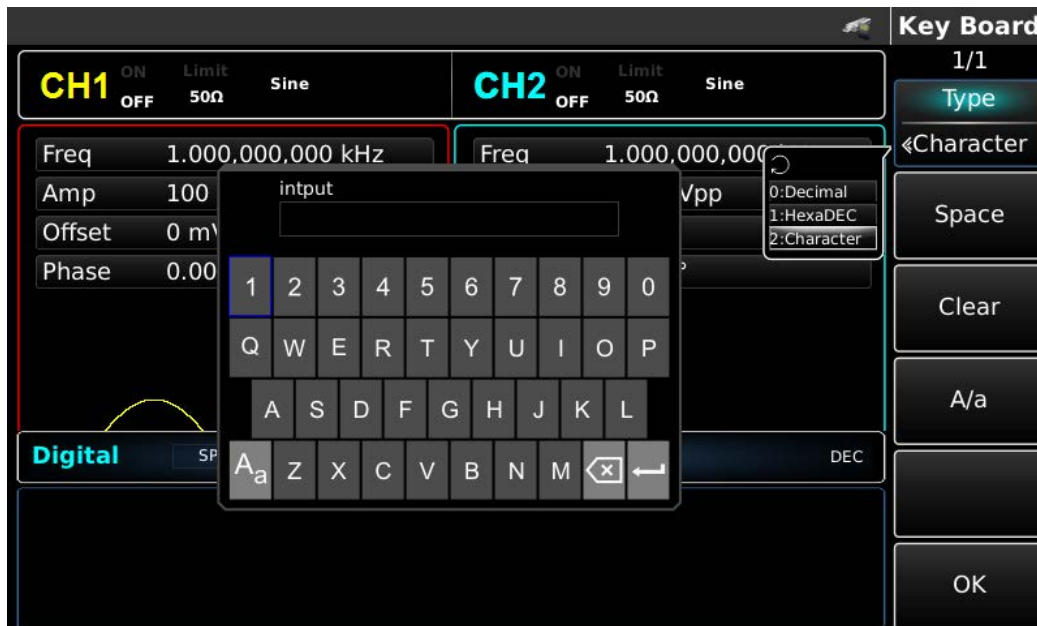 Key Board
1/1
CH1 ON OFF Limit 50Ω Sine
CH2 ON OFF Limit 50Ω Sine
Type
«Character
Freq 1.000,000,000 kHz
Freq 1.000,000,00
Amp 100
Vpp
Offset 0 m
Phase 0.00
°
0:Decimal
1:HexaDEC
2:Character
intput
1 2 3 4 5 6 7 8 9 0
Q W E R T Y U I O P
A S D F G H J K L
Aa Z X C V B N M
Space
Clear
A/a
Digital SP DEC
OK